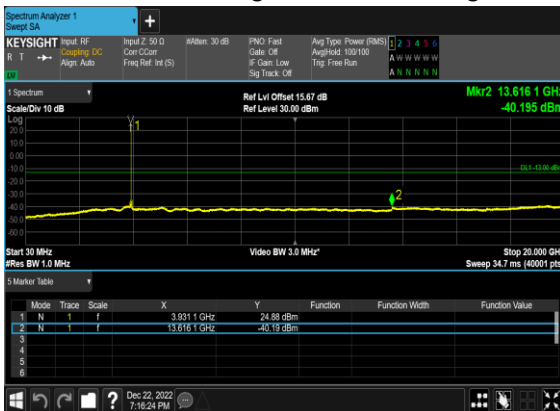 Spectrum Analyzer 1
Swept SA
KEYSIGHT Input: RF Input Z: 50 Ω #Atten: 30 dB PNO: Fast Avg Type: Power (RMS) 1 2 3 4 5 6
R T Coupling: DC Corr CCorr Gate: Off Avg|Hold: 100/100 A W W W W W
Align: Auto Freq Ref: Int (S) IF Gain: Low Trig: Free Run
LV Sig Track: Off A N N N N N
1 Spectrum Ref Lvl Offset 15.67 dB Mkr2 13.616 1 GHz
Scale/Div 10 dB Ref Level 30.00 dBm -40.195 dBm
Log
20.0 1
10.0
0.00
-10.0 DL1 -13.00 dBm
-20.0
-30.0 2
-40.0
-50.0
-60.0
Start 30 MHz Video BW 3.0 MHz* Stop 20.000 GHz
#Res BW 1.0 MHz Sweep 34.7 ms (40001 pts
5 Marker Table
Mode Trace Scale X Y Function Function Width Function Value
1 N 1 f 3.931 1 GHz 24.88 dBm
2 N 1 f 13.616 1 GHz -40.19 dBm
3
4
5
6
? Dec 22, 2022
7:16:24 PM